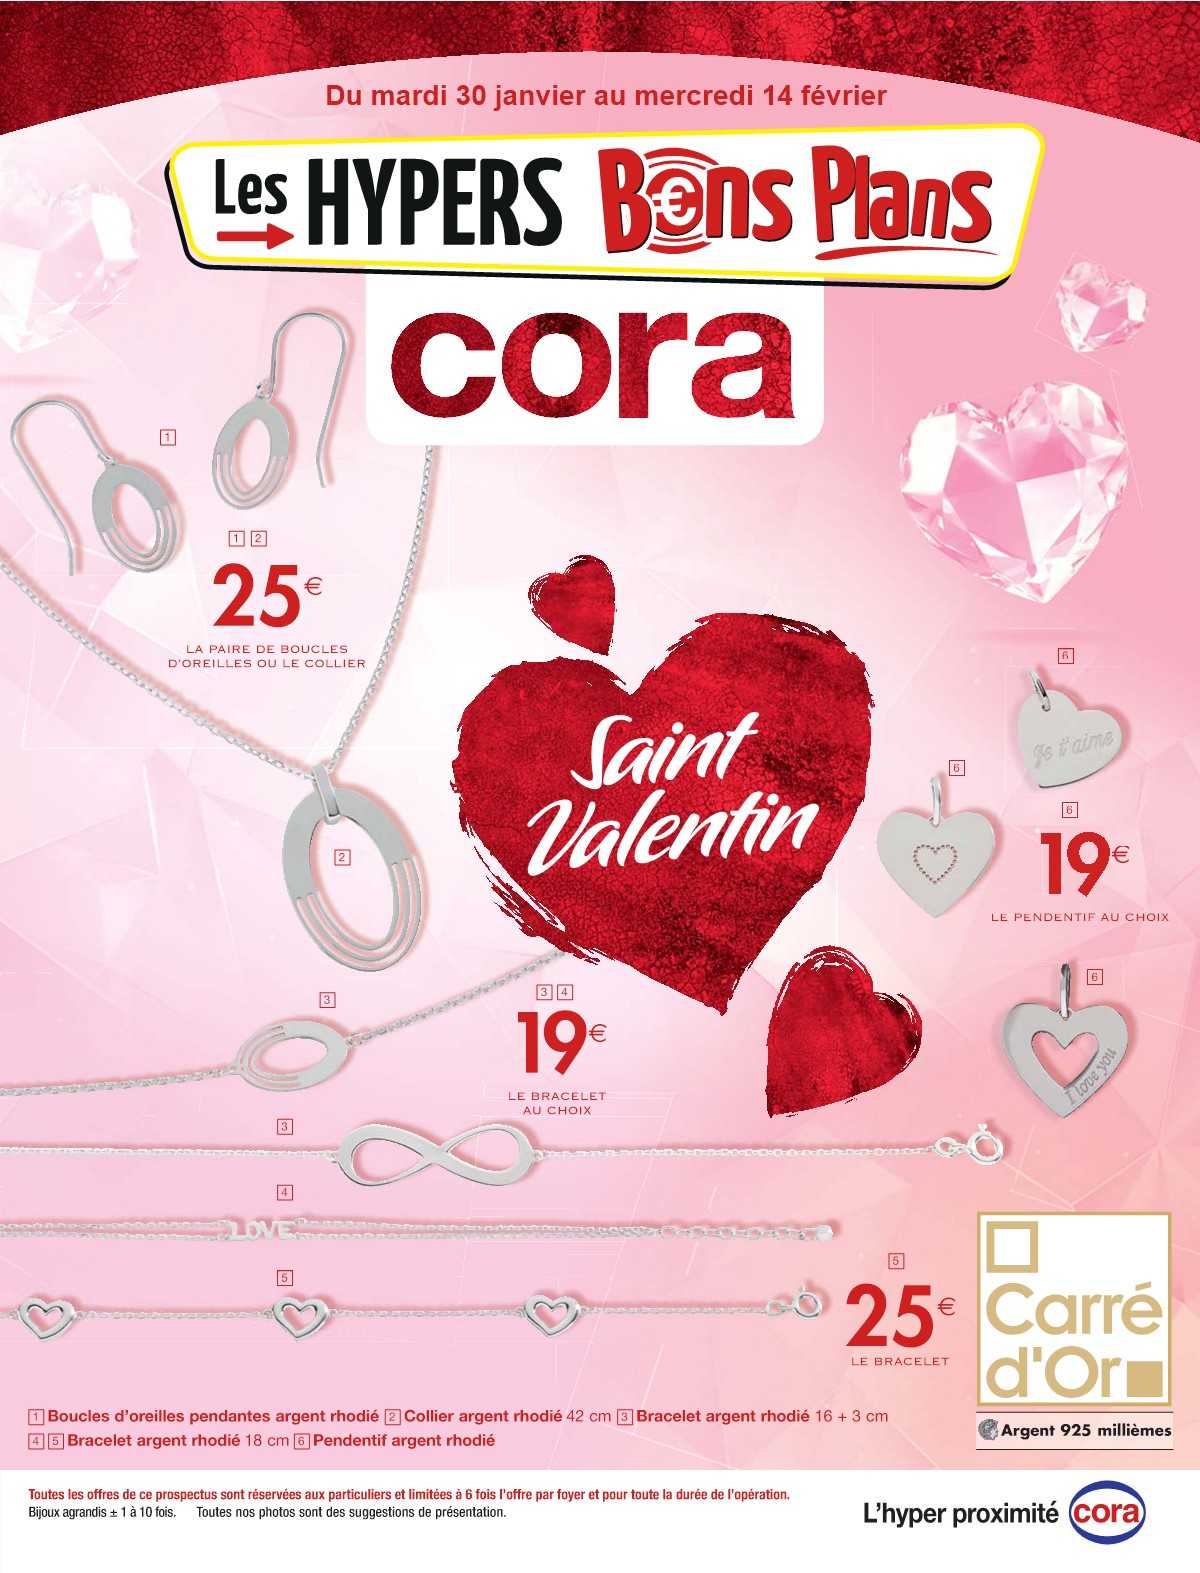 Du mardi 30 janvier au mercredi 14 février
Les HYPERS Bons Plans
cora
1
1 2
25€
LA PAIRE DE BOUCLES
D'OREILLES OU LE COLLIER
2
Saint
Valentin
6
Je t'aime
6
6
19€
LE PENDENTIF AU CHOIX
6
I love you
3
3 4
19€
LE BRACELET
AU CHOIX
3
4
LOVE
5
5
25€
LE BRACELET
Carré
d'Or
Argent 925 millièmes
1 Boucles d'oreilles pendantes argent rhodié 2 Collier argent rhodié 42 cm 3 Bracelet argent rhodié 16 + 3 cm
4 5 Bracelet argent rhodié 18 cm 6 Pendentif argent rhodié
Toutes les offres de ce prospectus sont réservées aux particuliers et limitées à 6 fois l'offre par foyer et pour toute la durée de l'opération.
Bijoux agrandis ± 1 à 10 fois. Toutes nos photos sont des suggestions de présentation.
L'hyper proximité cora